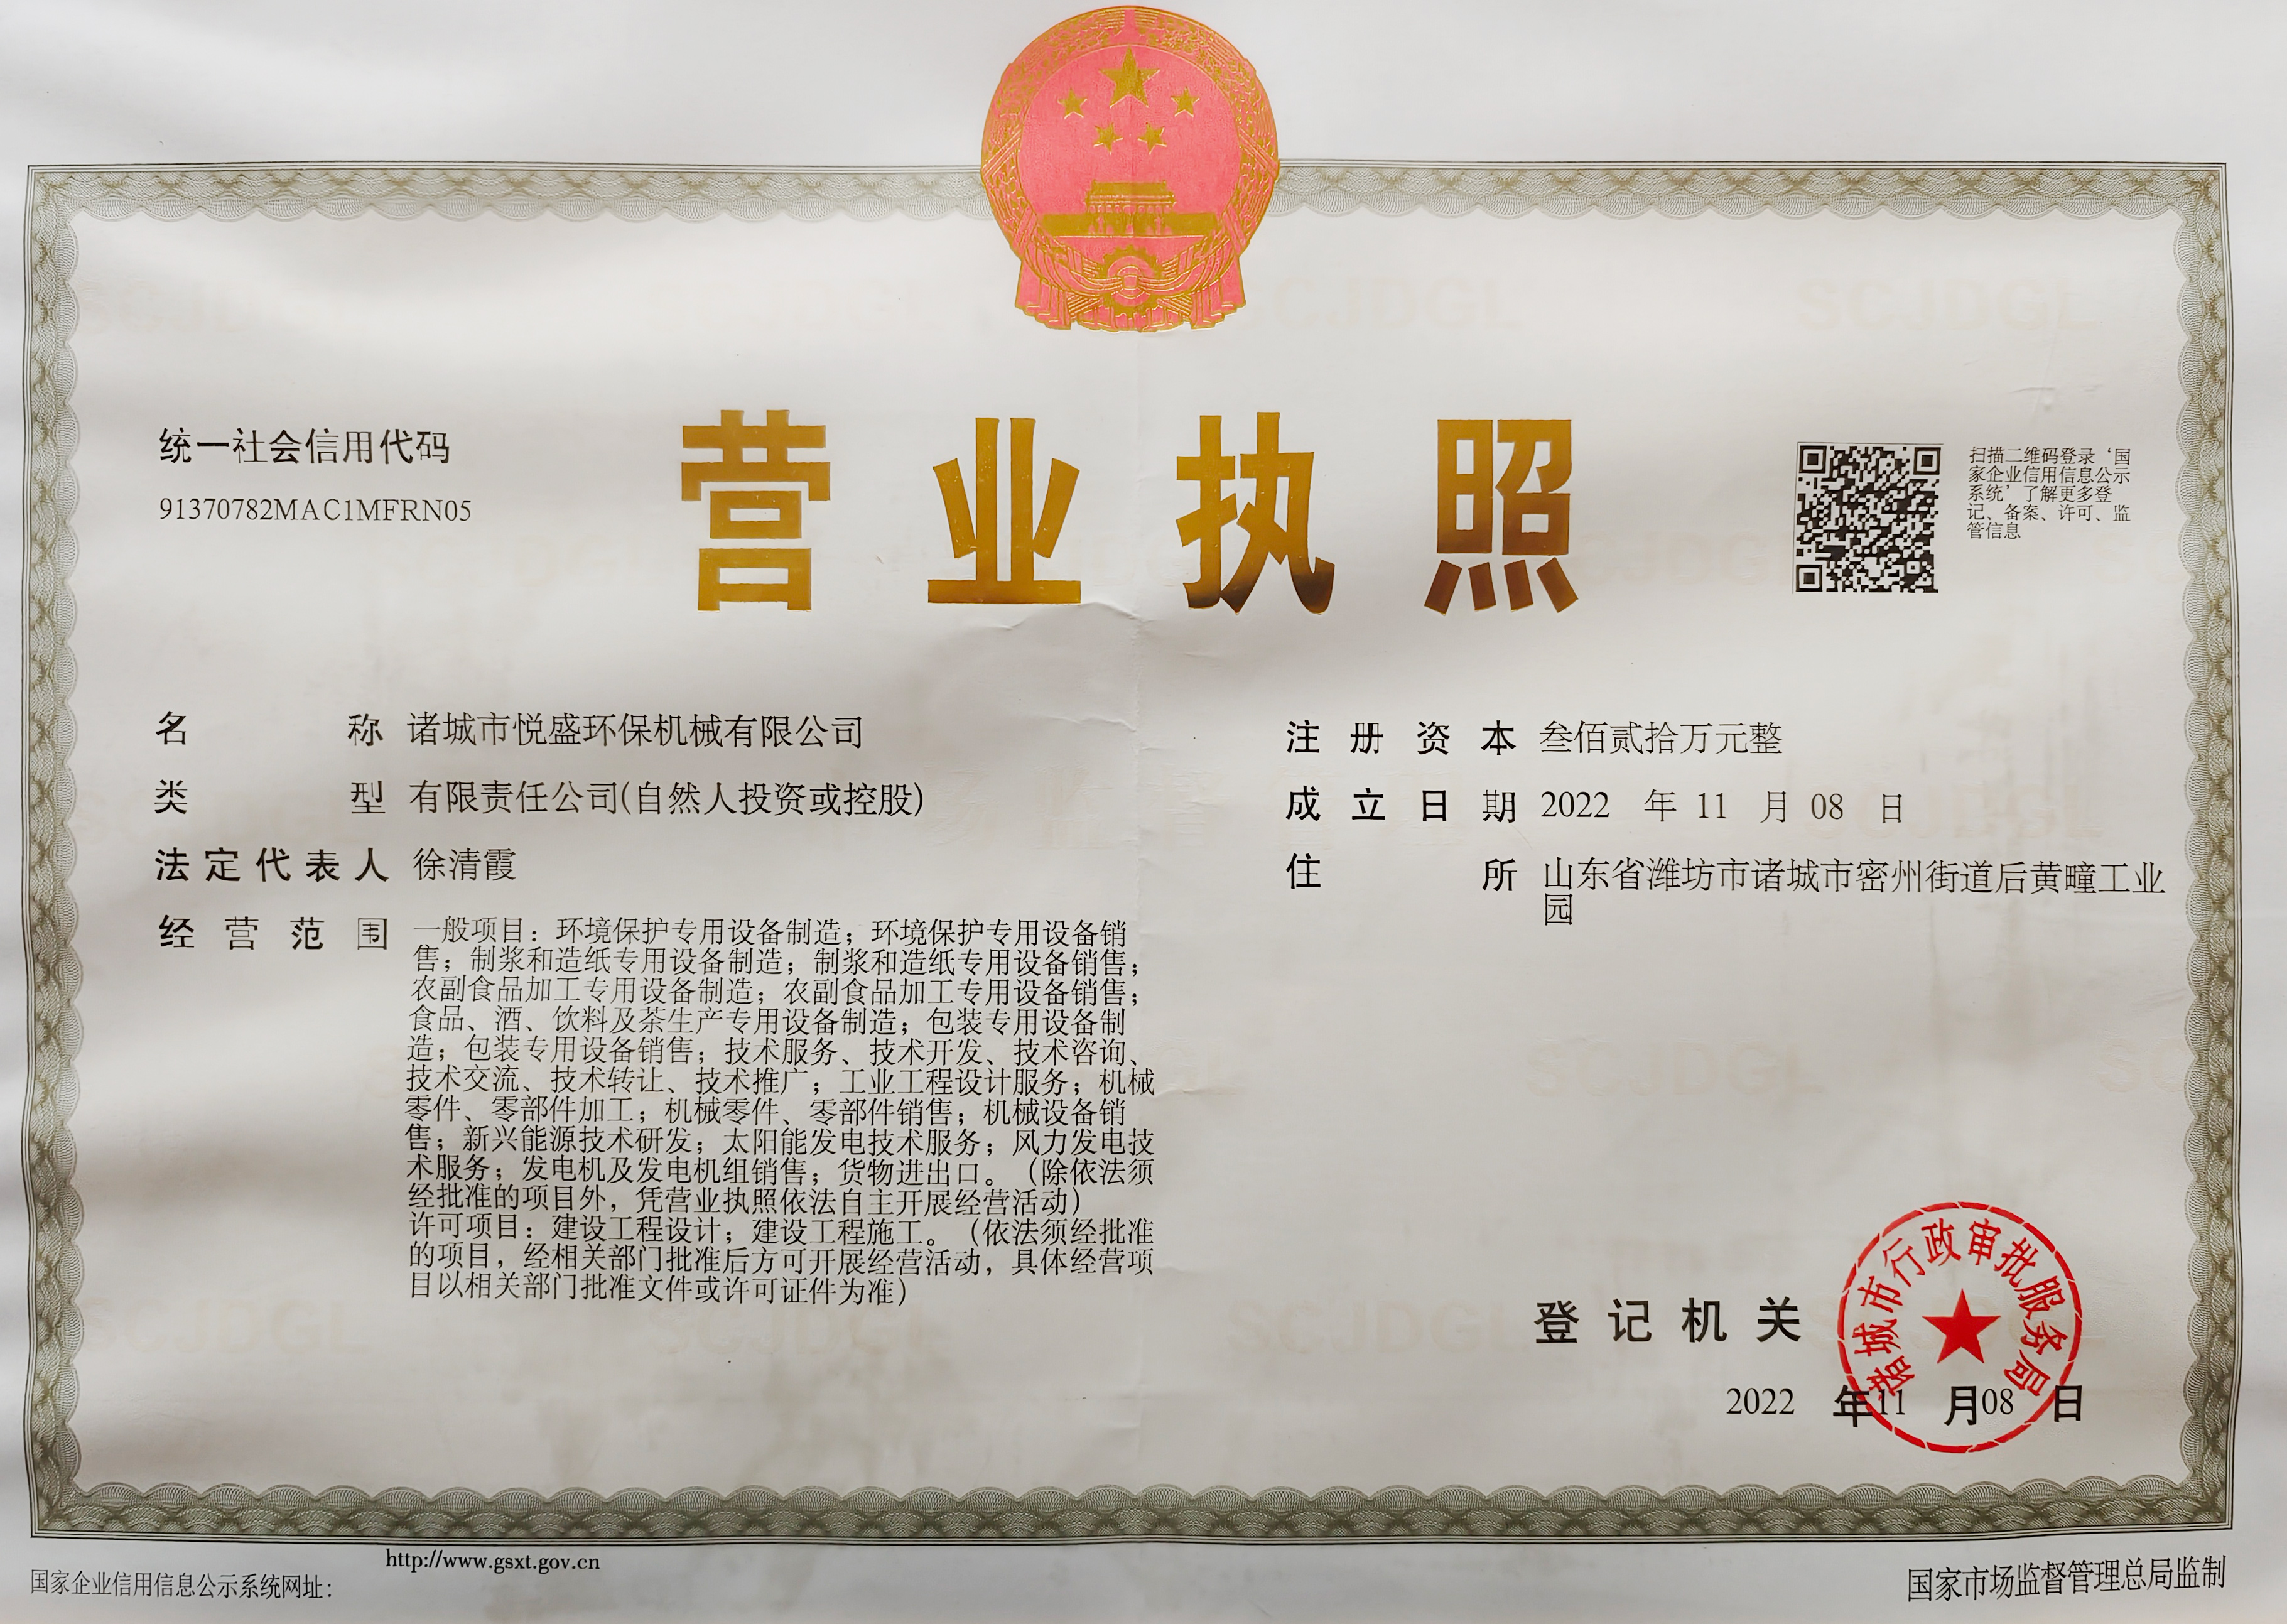 营业执照
统一社会信用代码
91370782MAC1MFRN05
扫描二维码登录‘国
家企业信用信息公示
系统’了解更多登
记、备案、许可、监
管信息
名称 诸城市悦盛环保机械有限公司
类型 有限责任公司(自然人投资或控股)
法定代表人 徐清霞
经营范围 一般项目：环境保护专用设备制造；环境保护专用设备销
售；制浆和造纸专用设备制造；制浆和造纸专用设备销售；
农副食品加工专用设备制造；农副食品加工专用设备销售；
食品、酒、饮料及茶生产专用设备制造；包装专用设备制
造；包装专用设备销售；技术服务、技术开发、技术咨询、
技术交流、技术转让、技术推广；工业工程设计服务；机械
零件、零部件加工；机械零件、零部件销售；机械设备销
售；新兴能源技术研发；太阳能发电技术服务；风力发电技
术服务；发电机及发电机组销售；货物进出口。（除依法须
经批准的项目外，凭营业执照依法自主开展经营活动）
许可项目：建设工程设计；建设工程施工。（依法须经批准
的项目，经相关部门批准后方可开展经营活动，具体经营项
目以相关部门批准文件或许可证件为准）
注册资本 叁佰贰拾万元整
成立日期 2022 年 11 月 08 日
住所 山东省潍坊市诸城市密州街道后黄疃工业
园
登记机关
诸城市行政审批服务局
2022 年 11 月 08 日
http://www.gsxt.gov.cn
国家企业信用信息公示系统网址：
国家市场监督管理总局监制
SCJDGL